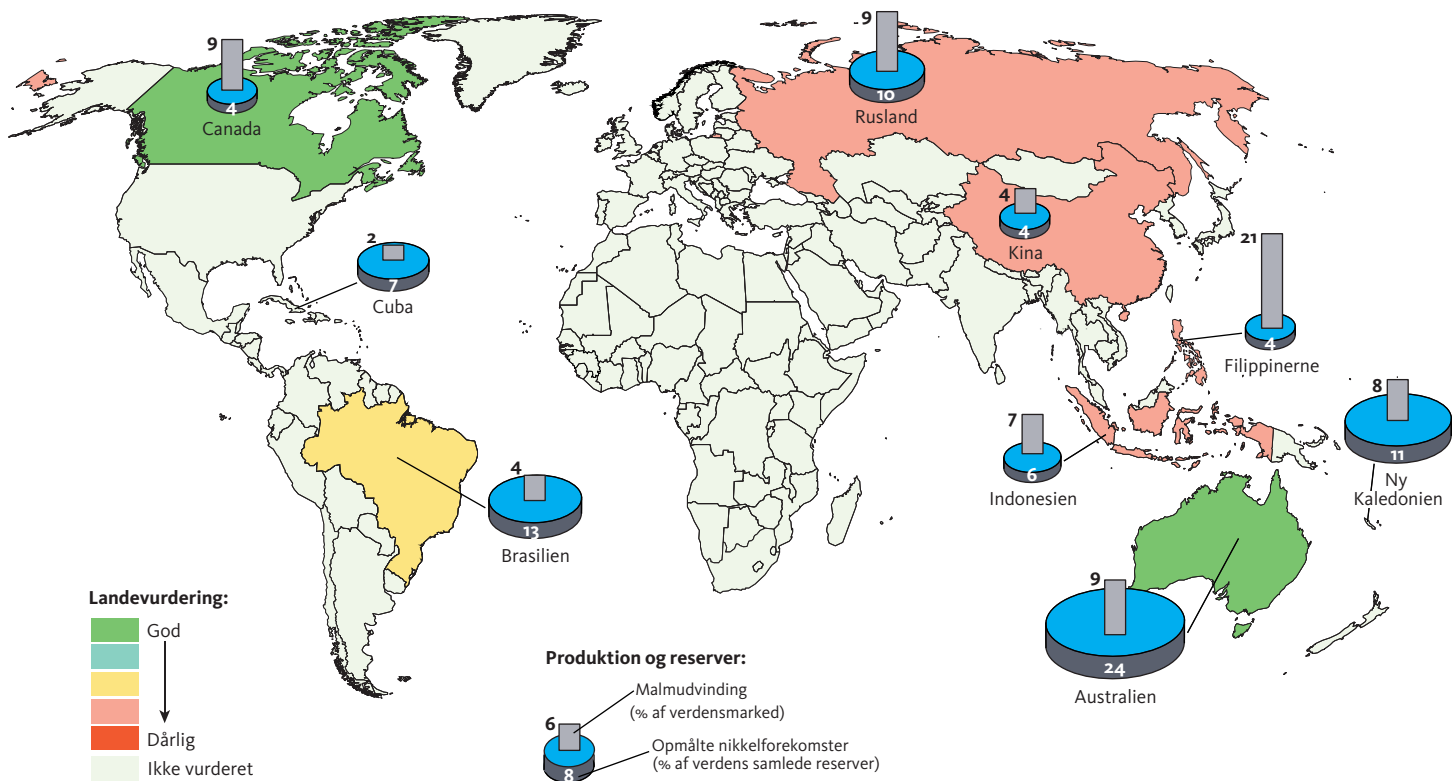 9
4
Canada
9
10
Rusland
4
4
Kina
2
7
Cuba
21
4
Filippinerne
8
11
Ny
Kaledonien
7
6
Indonesien
4
13
Brasilien
9
24
Australien
Landevurdering:
God
Dårlig
Ikke vurderet
Produktion og reserver:
Malmudvinding
(% af verdensmarked)
6
8
Opmålte nikkelforekomster
(% af verdens samlede reserver)